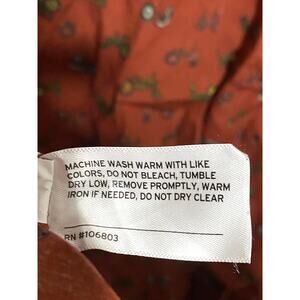 MACHINE WASH WARM WITH LIKE
COLORS, DO NOT BLEACH, TUMBLE
DRY LOW, REMOVE PROMPTLY, WARM
IRON IF NEEDED, DO NOT DRY CLEAR
RN #106803